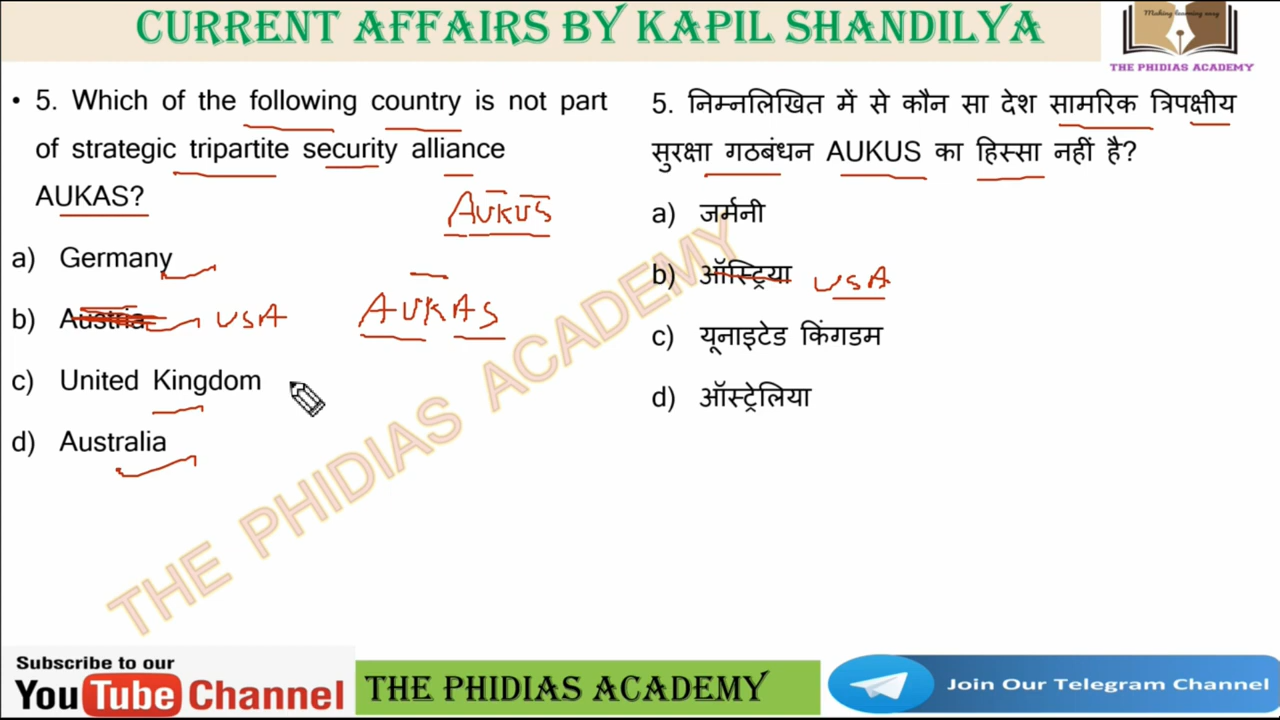 CURRENT AFFAIRS BY KAPIL SHANDILYA
Making learning easy
THE PHIDIAS ACADEMY
• 5. Which of the following country is not part
of strategic tripartite security alliance
AUKAS?
AUKUS
a) Germany
b) Austria USA
AUKAS
c) United Kingdom
d) Australia
5. निम्नलिखित में से कौन सा देश सामरिक त्रिपक्षीय
सुरक्षा गठबंधन AUKUS का हिस्सा नहीं है?
a) जर्मनी
b) ऑस्ट्रिया USA
c) यूनाइटेड किंगडम
d) ऑस्ट्रेलिया
THE PHIDIAS ACADEMY
Subscribe to our
YouTube Channel
THE PHIDIAS ACADEMY
Join Our Telegram Channel